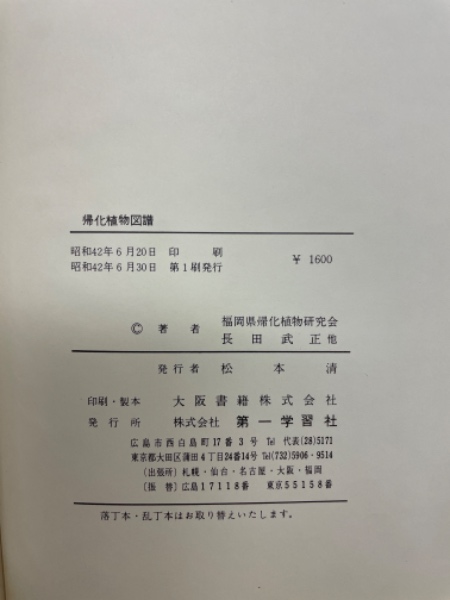 帰化植物図譜
昭和42年6月20日 印 刷
昭和42年6月30日 第1刷発行
¥ 1600
© 著 者 福岡県帰化植物研究会
長 田 武 正 他
発行者 松 本 清
印刷・製本 大阪書籍株式会社
発 行 所 株式会社 第一学習社
広島市西白島町17番3号 Tel 代表(28)5171
東京都大田区蒲田4丁目24番14号 Tel(732)5906・9514
(出張所) 札幌・仙台・名古屋・大阪・福岡
〔振 替〕広島17118番 東京55158番
落丁本・乱丁本はお取り替えいたします。